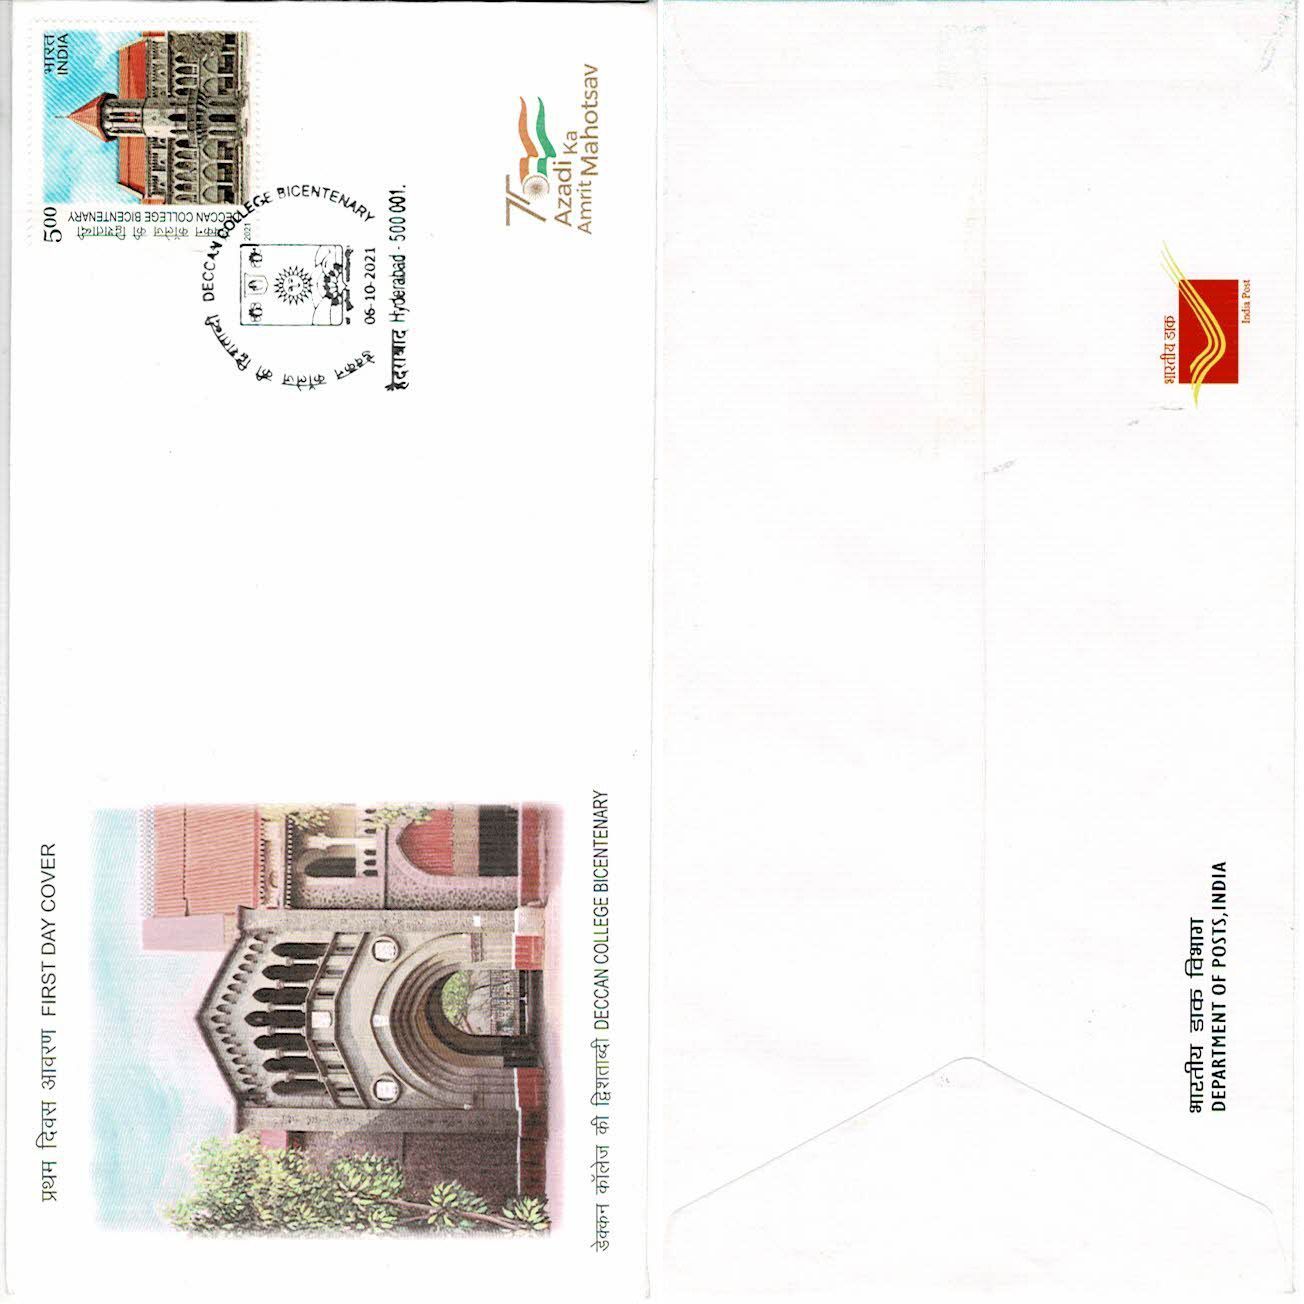 प्रथम दिवस आवरण FIRST DAY COVER
5.00
भारत
INDIA
डेक्कन कॉलेज की द्विशताब्दी
DECCAN COLLEGE BICENTENARY
2021
डेक्कन कॉलेज की द्विशताब्दी DECCAN COLLEGE BICENTENARY
06-10-2021
हैदराबाद Hyderabad - 500 001.
75
Azadi Ka
Amrit Mahotsav
डेक्कन कॉलेज की द्विशताब्दी DECCAN COLLEGE BICENTENARY
भारतीय डाक विभाग
DEPARTMENT OF POSTS, INDIA
भारतीय डाक
India Post